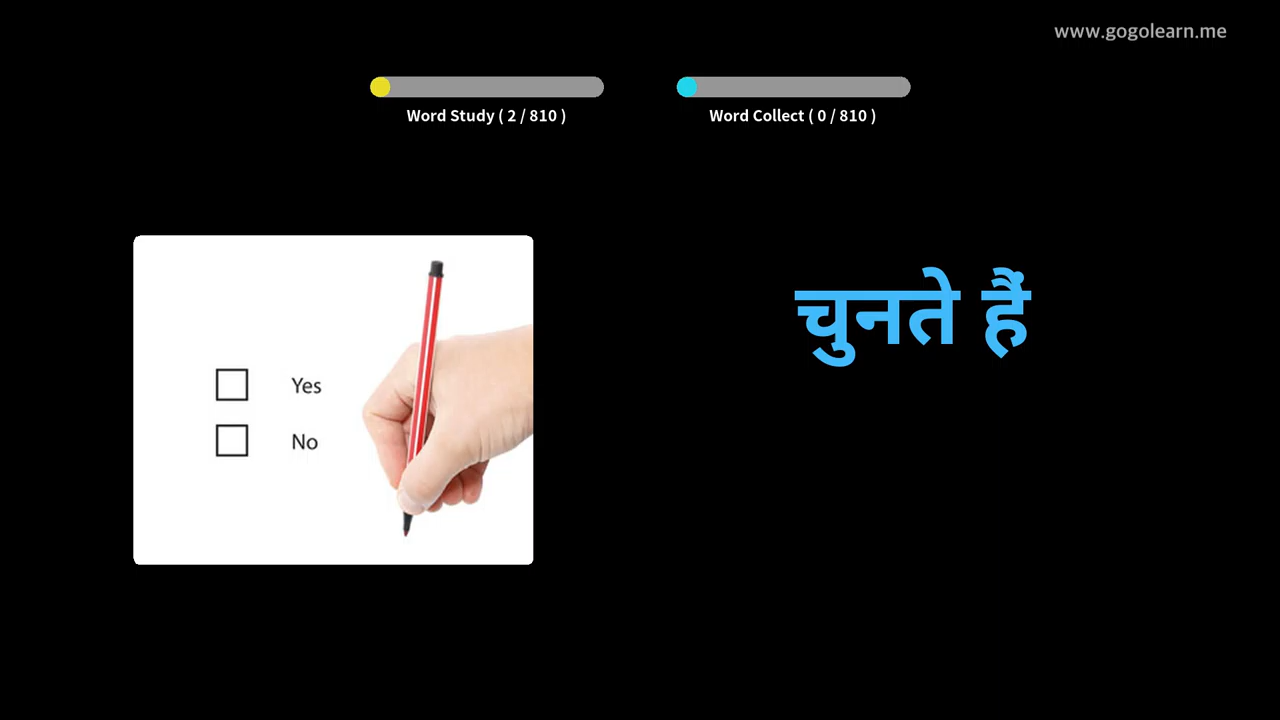 www.gogolearn.me
Word Study ( 2 / 810 )
Word Collect ( 0 / 810 )
चुनते हैं
Yes
No